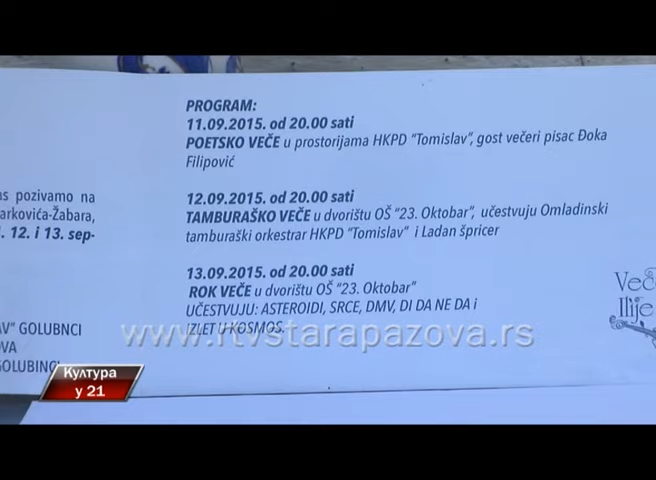 PROGRAM:
11.09.2015. od 20.00 sati
POETSKO VEČE u prostorijama HKPD "Tomislav", gost večeri pisac Đoka
Filipović
12.09.2015. od 20.00 sati
TAMBURAŠKO VEČE u dvorištu OŠ "23. Oktobar", učestvuju Omladinski
tamburaški orkestrar HKPD "Tomislav" i Ladan špricer
13.09.2015. od 20.00 sati
ROK VEČE u dvorištu OŠ "23. Oktobar"
UČESTVUJU: ASTEROIDI, SRCE, DMV, DI DA NE DA i
IZLET U KOSMOS.
as pozivamo na
arkovića-Žabara,
. 12. i 13. sep-
AV" GOLUBNCI
OVA
GOLUBINCI
Več
Ilije
www.rtvstarapazova.rs
Култура
у 21